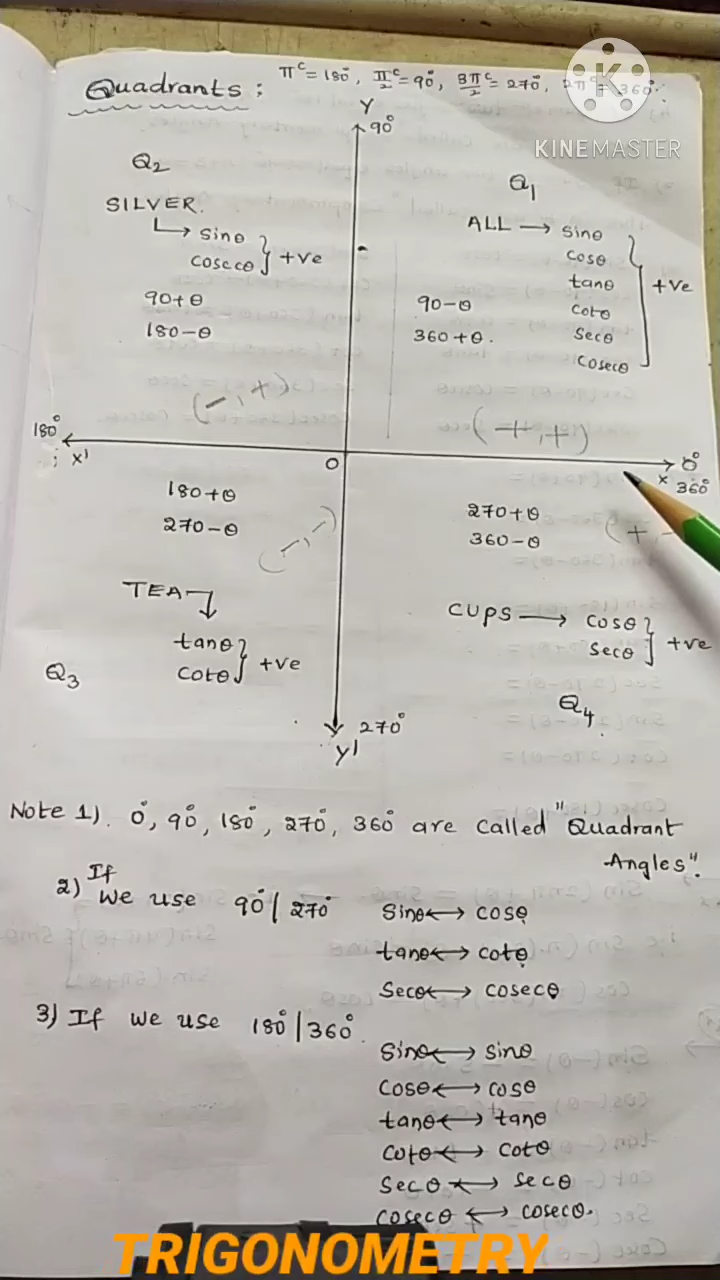 Quadrants : πᶜ = 180°, π/2ᶜ = 90°, 3π/2ᶜ = 270°, 2πᶜ = 360°.
K
KINEMASTER
Y
90°
Q2
SILVER.
sinθ
cosecθ } +ve
90+θ
180-θ
(-,+)
Q1
ALL → sinθ
cosθ
tanθ
cotθ
secθ
cosecθ
} +ve
90-θ
360+θ.
(+,+)
180°
X'
O
0°
X 360°
180+θ
270-θ
(-,-)
TEA
tanθ
cotθ } +ve
Q3
270+θ
360-θ
(+,-
CUPS → cosθ
secθ } +ve
Q4
270°
Y'
Note 1). 0°, 90°, 180°, 270°, 360° are called "Quadrant
Angles".
2) If We use 90°/270° sinθ ↔ cosθ
tanθ ↔ cotθ
Secθ ↔ cosecθ
3) If we use 180°/360°
Sinθ ↔ sinθ
Cosθ ↔ cosθ
tanθ ↔ tanθ
cotθ ↔ cotθ
Secθ ↔ secθ
Cosecθ ↔ cosecθ.
TRIGONOMETRY